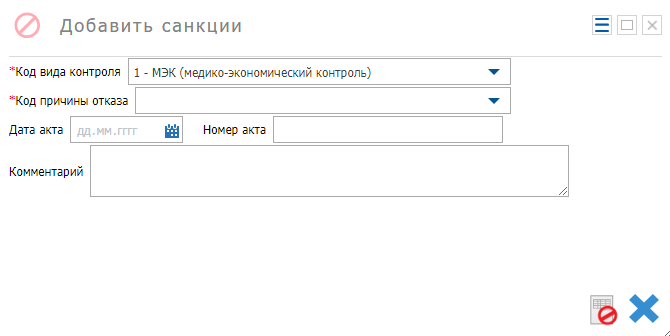 Добавить санкции
*Код вида контроля 1 - МЭК (медико-экономический контроль)
*Код причины отказа
Дата акта дд.мм.гггг Номер акта
Комментарий